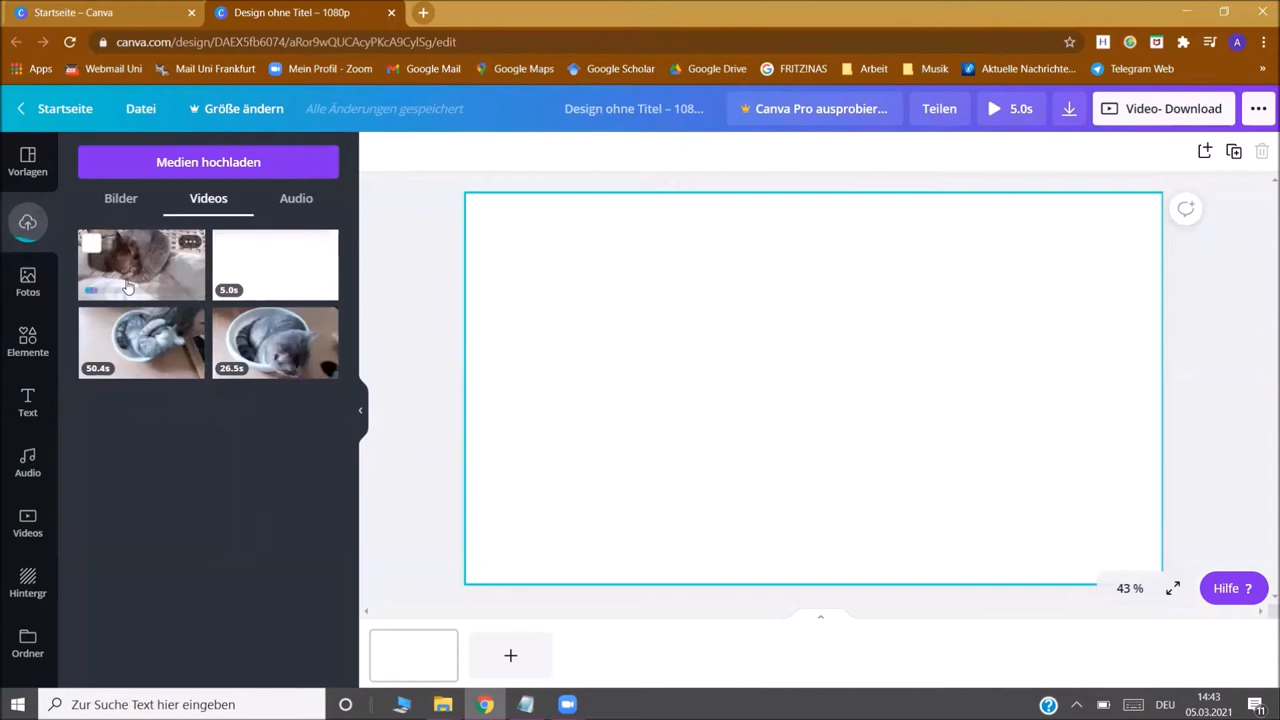 Startseite – Canva
Design ohne Titel – 1080p
canva.com/design/DAEX5fb6074/aRor9wQUCAcyPKcA9CylSg/edit
Apps Webmail Uni Mail Uni Frankfurt Mein Profil - Zoom Google Mail Google Maps Google Scholar Google Drive FRITZ!NAS Arbeit Musik Aktuelle Nachrichte... Telegram Web »
Startseite Datei Größe ändern Alle Änderungen gespeichert Design ohne Titel – 108... Canva Pro ausprobier... Teilen 5.0s Video- Download
Vorlagen
Medien hochladen
Bilder Videos Audio
5.0s
Fotos
Elemente
50.4s 26.5s
Text
Audio
Videos
Hintergr
43 % Hilfe ?
Ordner
Zur Suche Text hier eingeben
DEU
14:43
05.03.2021
11